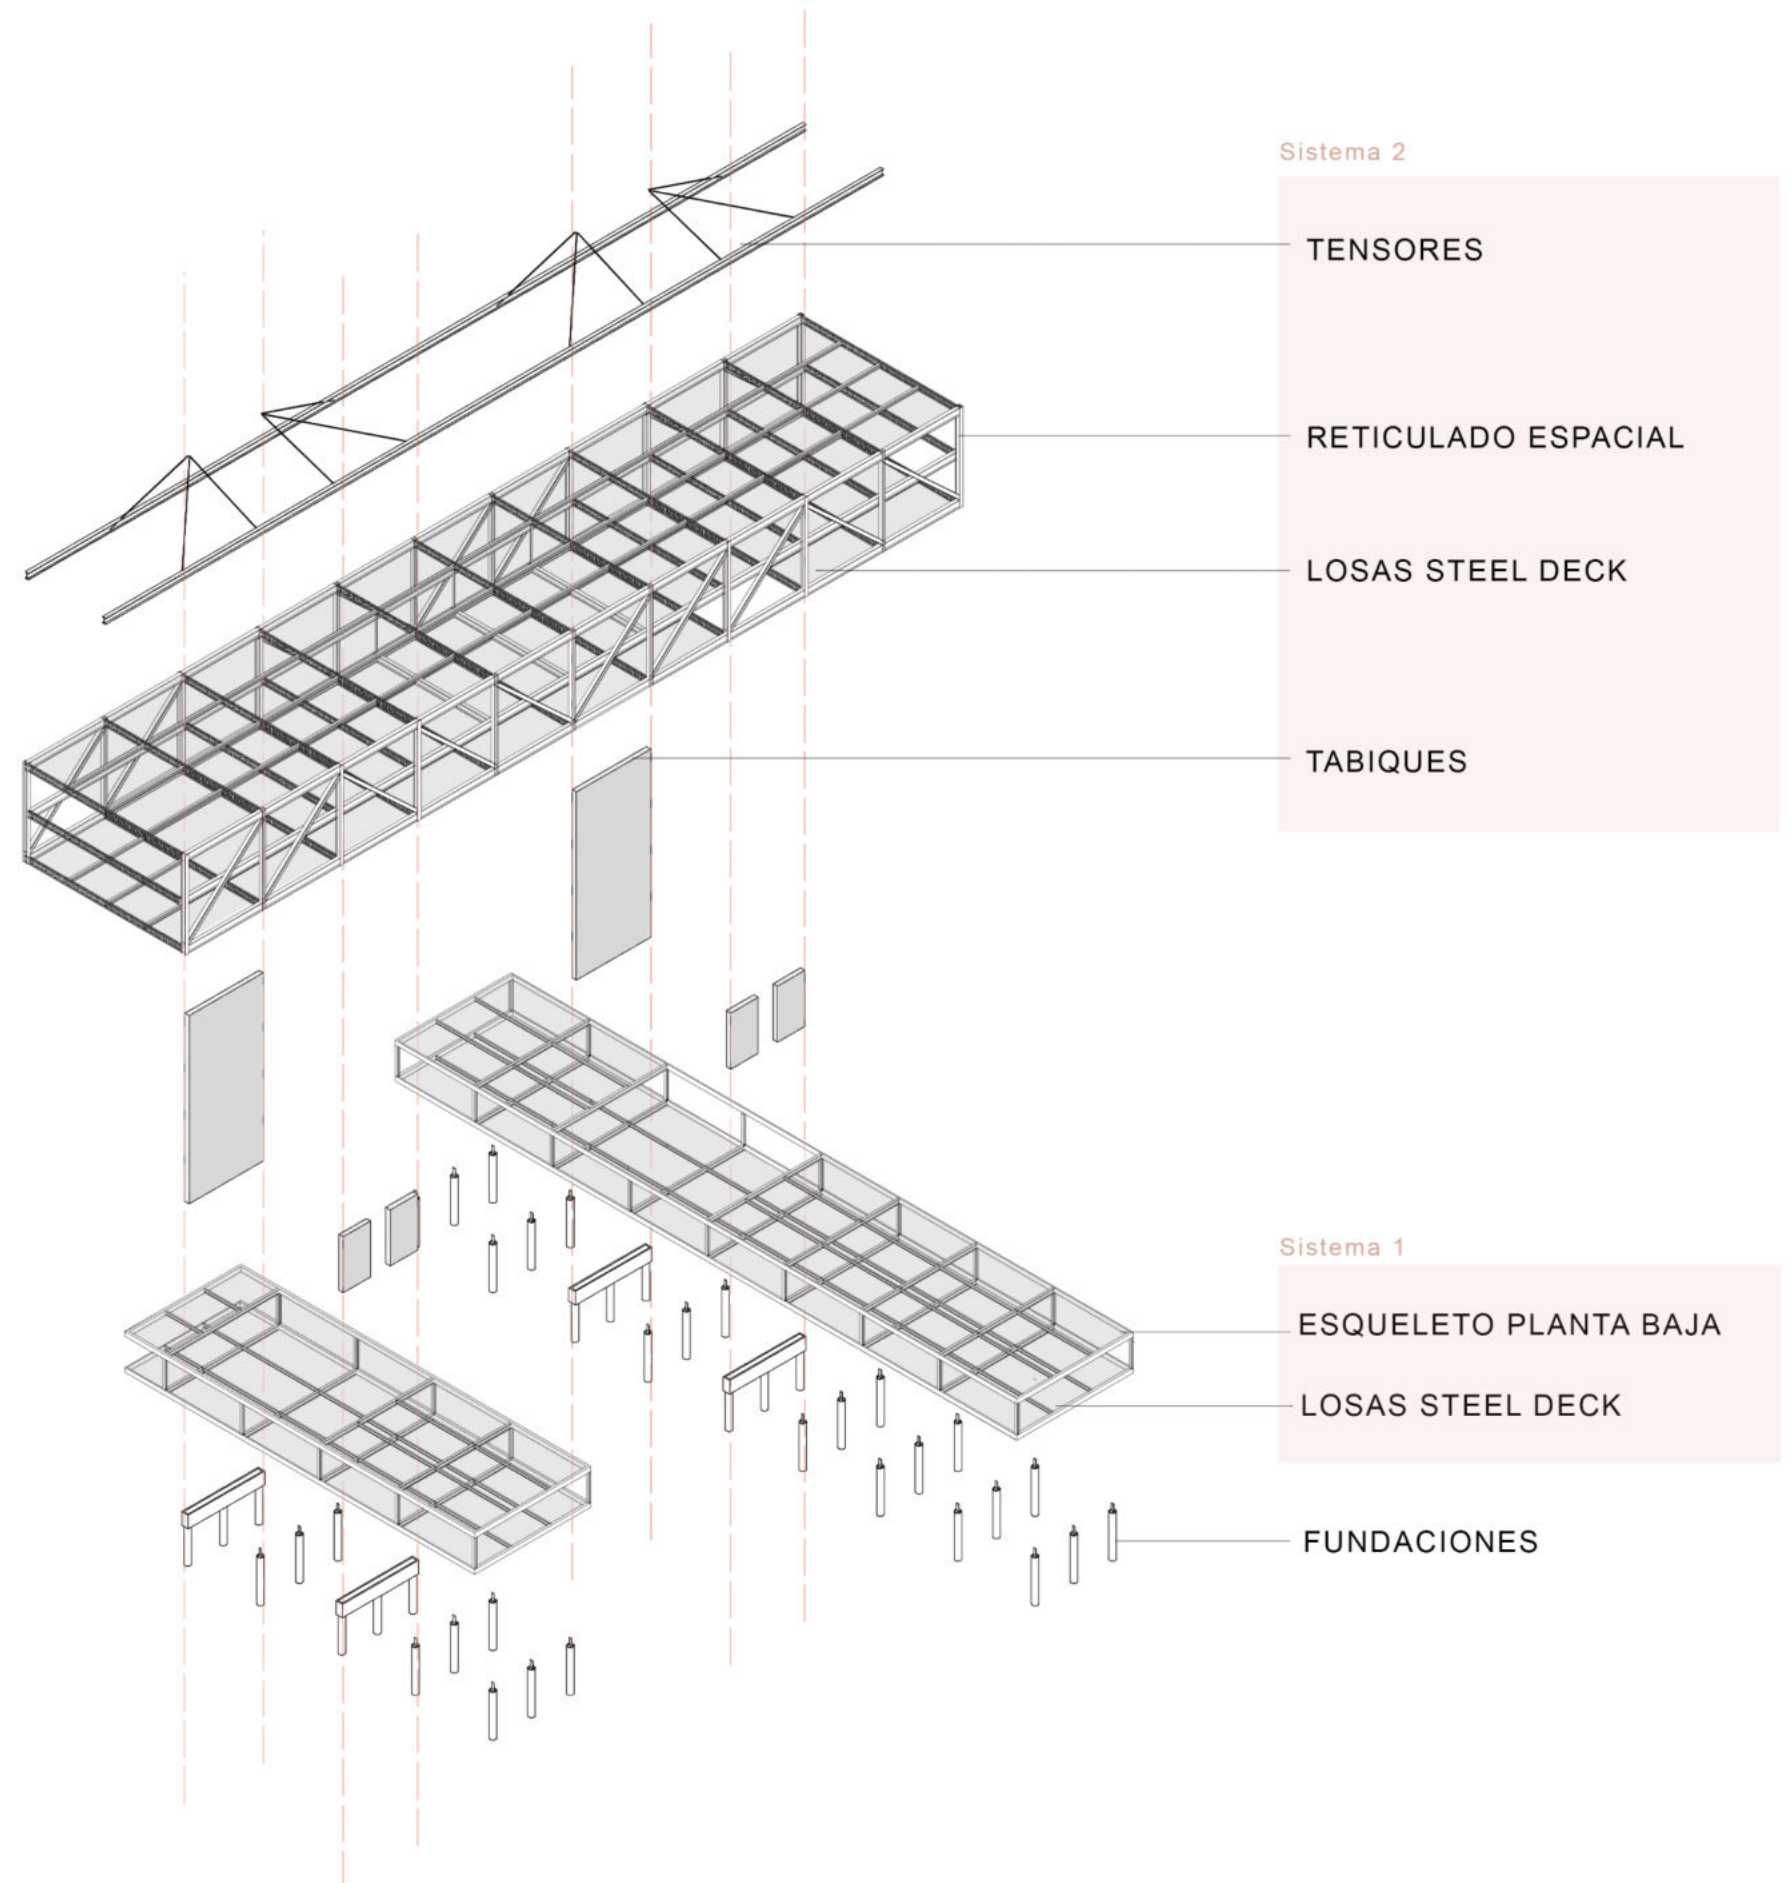 Sistema 2
TENSORES
RETICULADO ESPACIAL
LOSAS STEEL DECK
TABIQUES
Sistema 1
ESQUELETO PLANTA BAJA
LOSAS STEEL DECK
FUNDACIONES